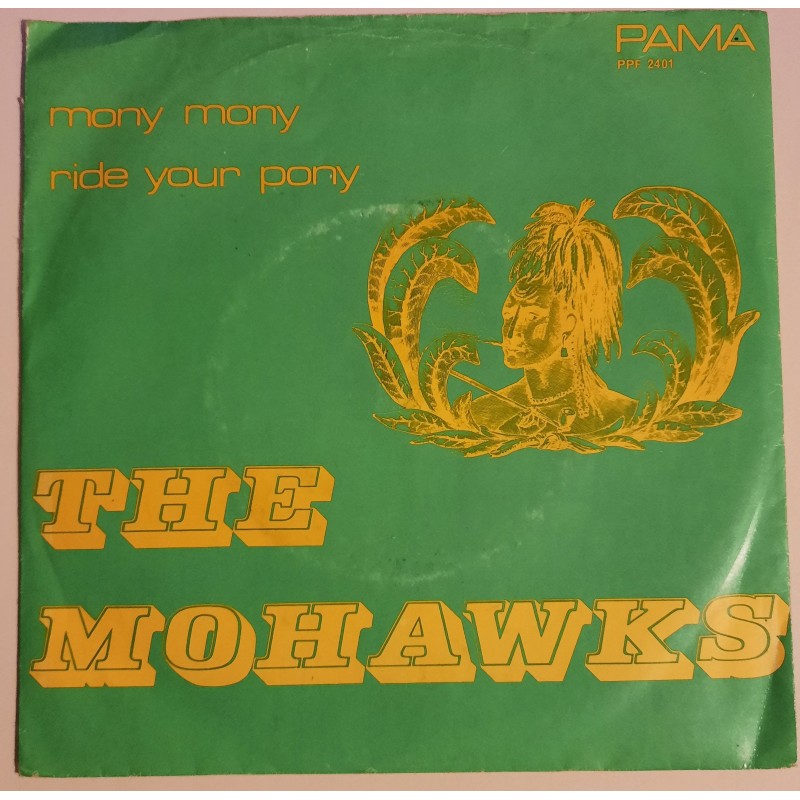 PAMA
PPF 2401
mony mony
ride your pony
THE
MOHAWKS